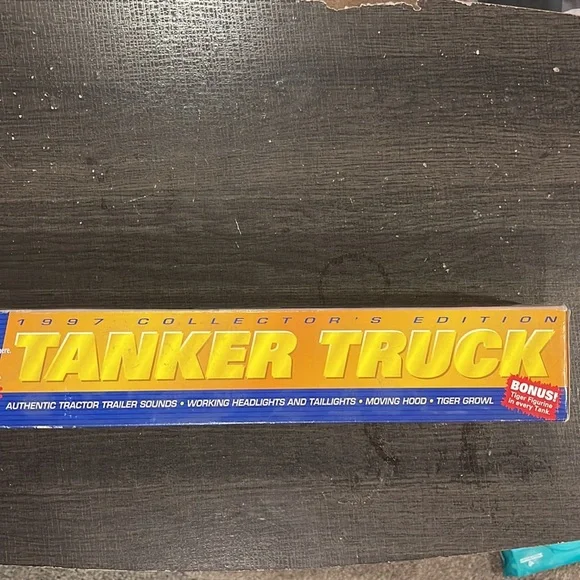 1997 COLLECTOR'S EDITION
TANKER TRUCK
BONUS!
Tiger Figurine
in every Tank.
AUTHENTIC TRACTOR TRAILER SOUNDS • WORKING HEADLIGHTS AND TAILLIGHTS • MOVING HOOD • TIGER GROWL